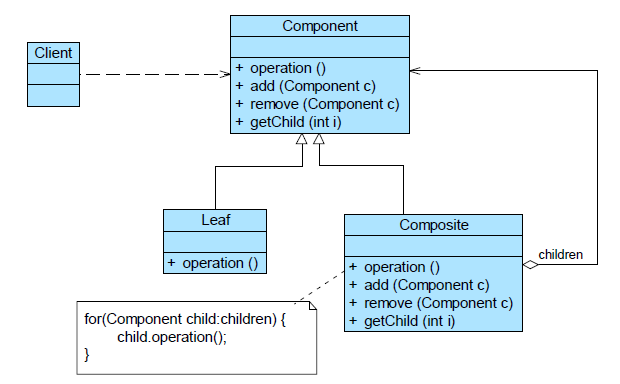 Component
Client
+ operation ()
+ add (Component c)
+ remove (Component c)
+ getChild (int i)
Leaf
+ operation ()
Composite
+ operation ()
+ add (Component c)
+ remove (Component c)
+ getChild (int i)
children
for(Component child:children) {
child.operation();
}